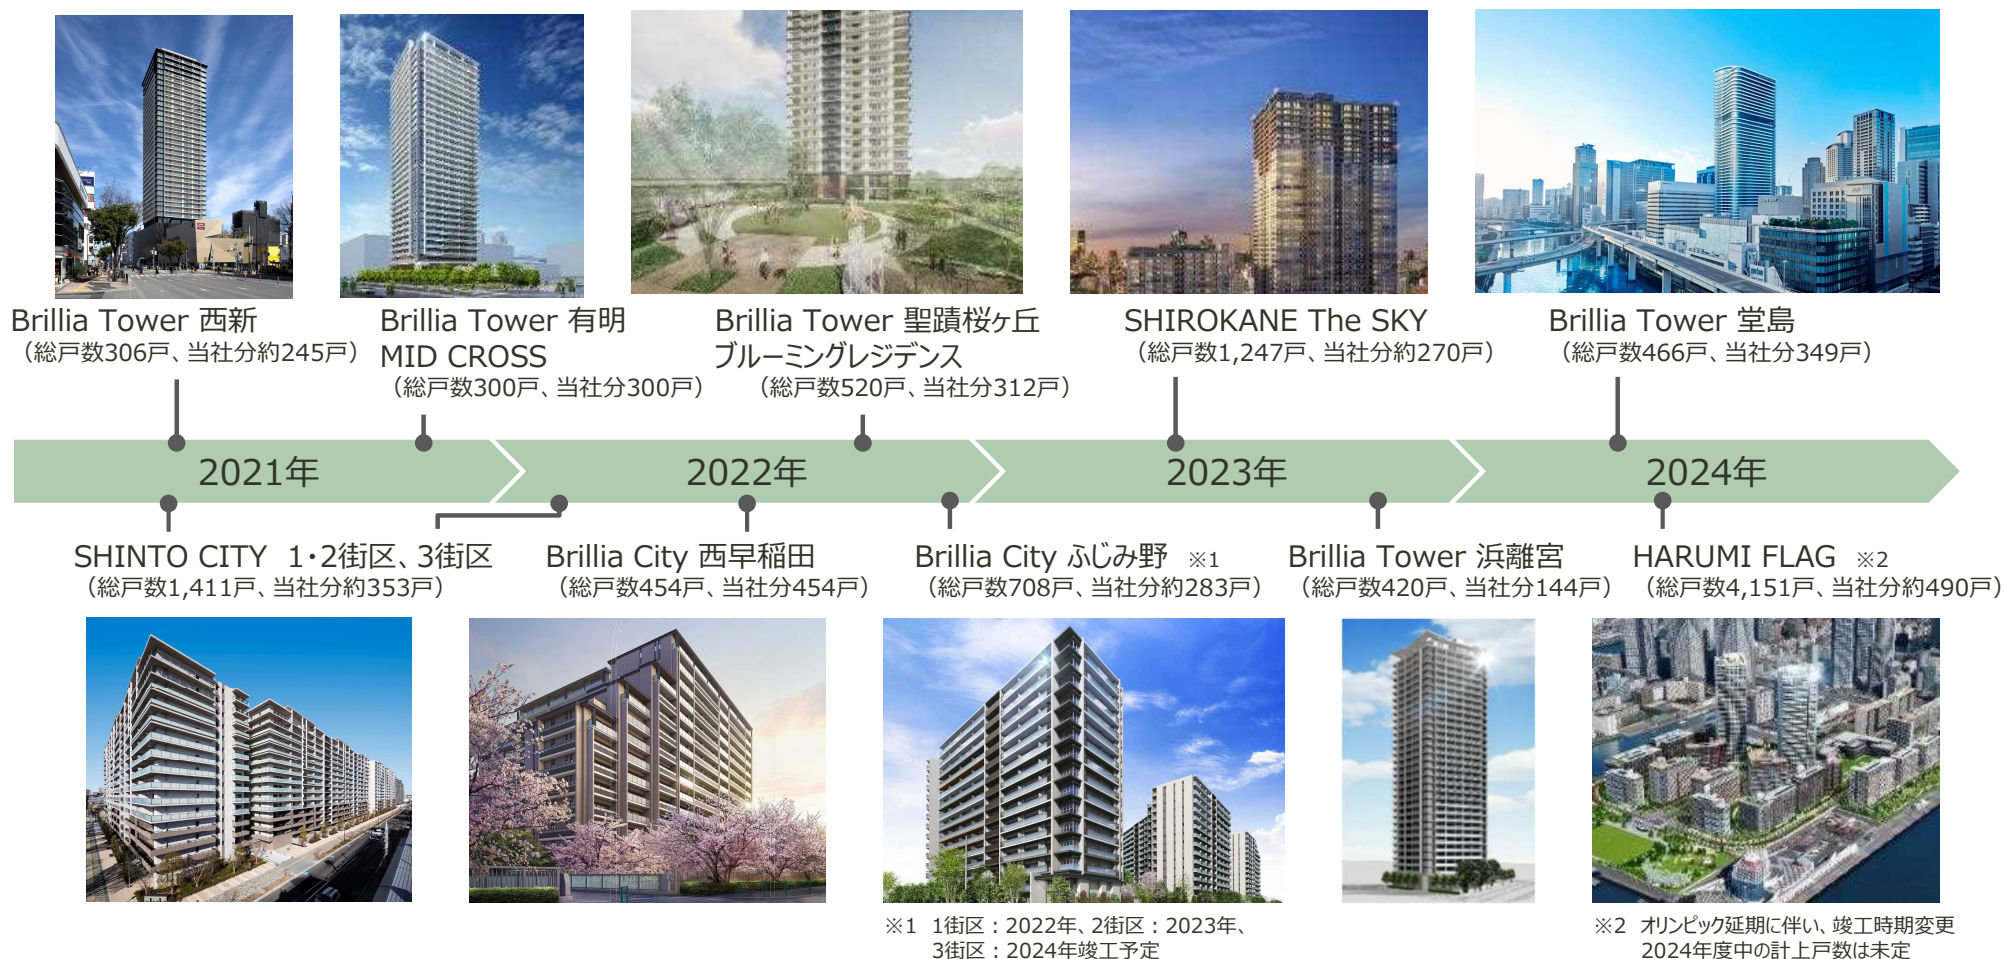 Brillia Tower 西新
（総戸数306戸、当社分約245戸）
Brillia Tower 有明
MID CROSS
（総戸数300戸、当社分300戸）
Brillia Tower 聖蹟桜ヶ丘
ブルーミングレジデンス
（総戸数520戸、当社分312戸）
SHIROKANE The SKY
（総戸数1,247戸、当社分約270戸）
Brillia Tower 堂島
（総戸数466戸、当社分349戸）
2021年
2022年
2023年
2024年
SHINTO CITY 1・2街区、3街区
（総戸数1,411戸、当社分約353戸）
Brillia City 西早稲田
（総戸数454戸、当社分454戸）
Brillia City ふじみ野 ※1
（総戸数708戸、当社分約283戸）
Brillia Tower 浜離宮
（総戸数420戸、当社分144戸）
HARUMI FLAG ※2
（総戸数4,151戸、当社分約490戸）
※1 1街区：2022年、2街区：2023年、
3街区：2024年竣工予定
※2 オリンピック延期に伴い、竣工時期変更
2024年度中の計上戸数は未定